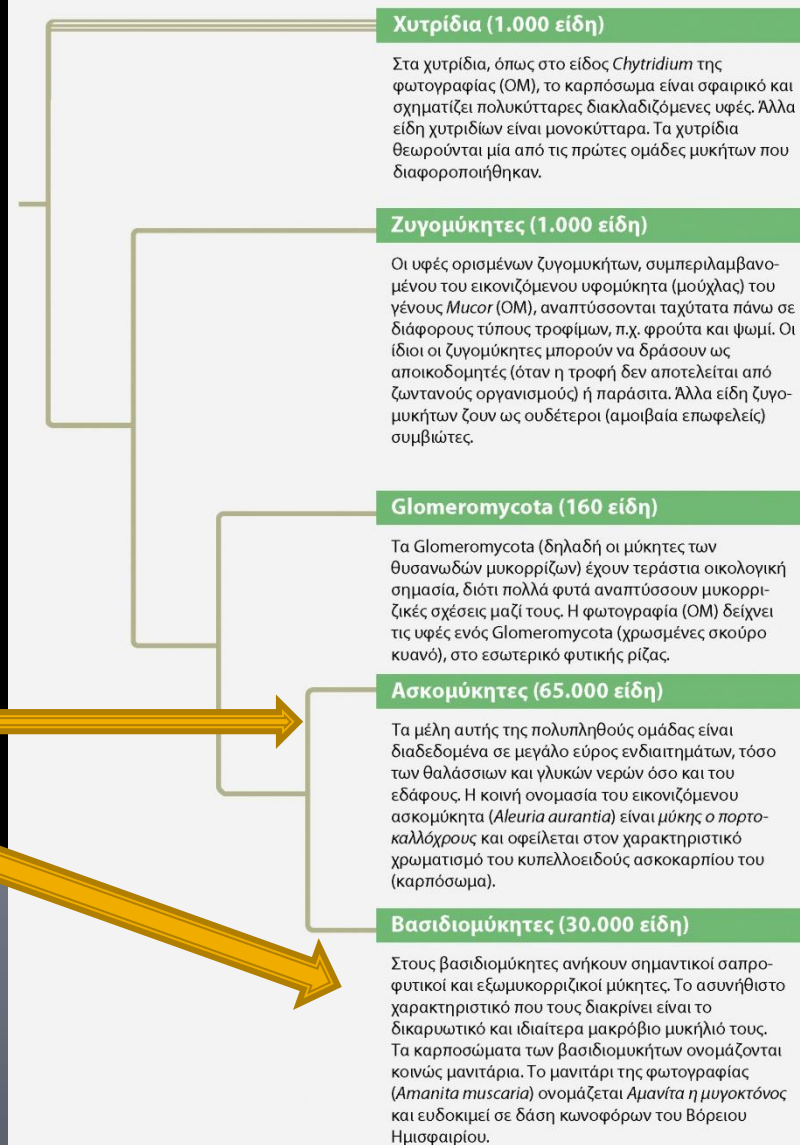 Χυτρίδια (1.000 είδη)
Στα χυτρίδια, όπως στο είδος Chytridium της
φωτογραφίας (ΟΜ), το καρπόσωμα είναι σφαιρικό και
σχηματίζει πολυκύτταρες διακλαδιζόμενες υφές. Άλλα
είδη χυτριδίων είναι μονοκύτταρα. Τα χυτρίδια
θεωρούνται μία από τις πρώτες ομάδες μυκήτων που
διαφοροποιήθηκαν.
Ζυγομύκητες (1.000 είδη)
Οι υφές ορισμένων ζυγομυκήτων, συμπεριλαμβανο-
μένου του εικονιζόμενου υφομύκητα (μούχλας) του
γένους Mucor (ΟΜ), αναπτύσσονται ταχύτατα πάνω σε
διάφορους τύπους τροφίμων, π.χ. φρούτα και ψωμί. Οι
ίδιοι οι ζυγομύκητες μπορούν να δράσουν ως
αποικοδομητές (όταν η τροφή δεν αποτελείται από
ζωντανούς οργανισμούς) ή παράσιτα. Άλλα είδη ζυγο-
μυκήτων ζουν ως ουδέτεροι (αμοιβαία επωφελείς)
συμβιώτες.
Glomeromycota (160 είδη)
Τα Glomeromycota (δηλαδή οι μύκητες των
θυσανωδών μυκορρίζων) έχουν τεράστια οικολογική
σημασία, διότι πολλά φυτά αναπτύσσουν μυκορρι-
ζικές σχέσεις μαζί τους. Η φωτογραφία (ΟΜ) δείχνει
τις υφές ενός Glomeromycota (χρωσμένες σκούρο
κυανό), στο εσωτερικό φυτικής ρίζας.
Ασκομύκητες (65.000 είδη)
Τα μέλη αυτής της πολυπληθούς ομάδας είναι
διαδεδομένα σε μεγάλο εύρος ενδιαιτημάτων, τόσο
των θαλάσσιων και γλυκών νερών όσο και του
εδάφους. Η κοινή ονομασία του εικονιζόμενου
ασκομύκητα (Aleuria aurantia) είναι μύκης ο πορτο-
καλλόχρους και οφείλεται στον χαρακτηριστικό
χρωματισμό του κυπελλοειδούς ασκοκαρπίου του
(καρπόσωμα).
Βασιδιομύκητες (30.000 είδη)
Στους βασιδιομύκητες ανήκουν σημαντικοί σαπρο-
φυτικοί και εξωμυκορριζικοί μύκητες. Το ασυνήθιστο
χαρακτηριστικό που τους διακρίνει είναι το
δικαρυωτικό και ιδιαίτερα μακρόβιο μυκήλιό τους.
Τα καρποσώματα των βασιδιομυκήτων ονομάζονται
κοινώς μανιτάρια. Το μανιτάρι της φωτογραφίας
(Amanita muscaria) ονομάζεται Αμανίτα η μυγοκτόνος
και ευδοκιμεί σε δάση κωνοφόρων του Βόρειου
Ημισφαιρίου.